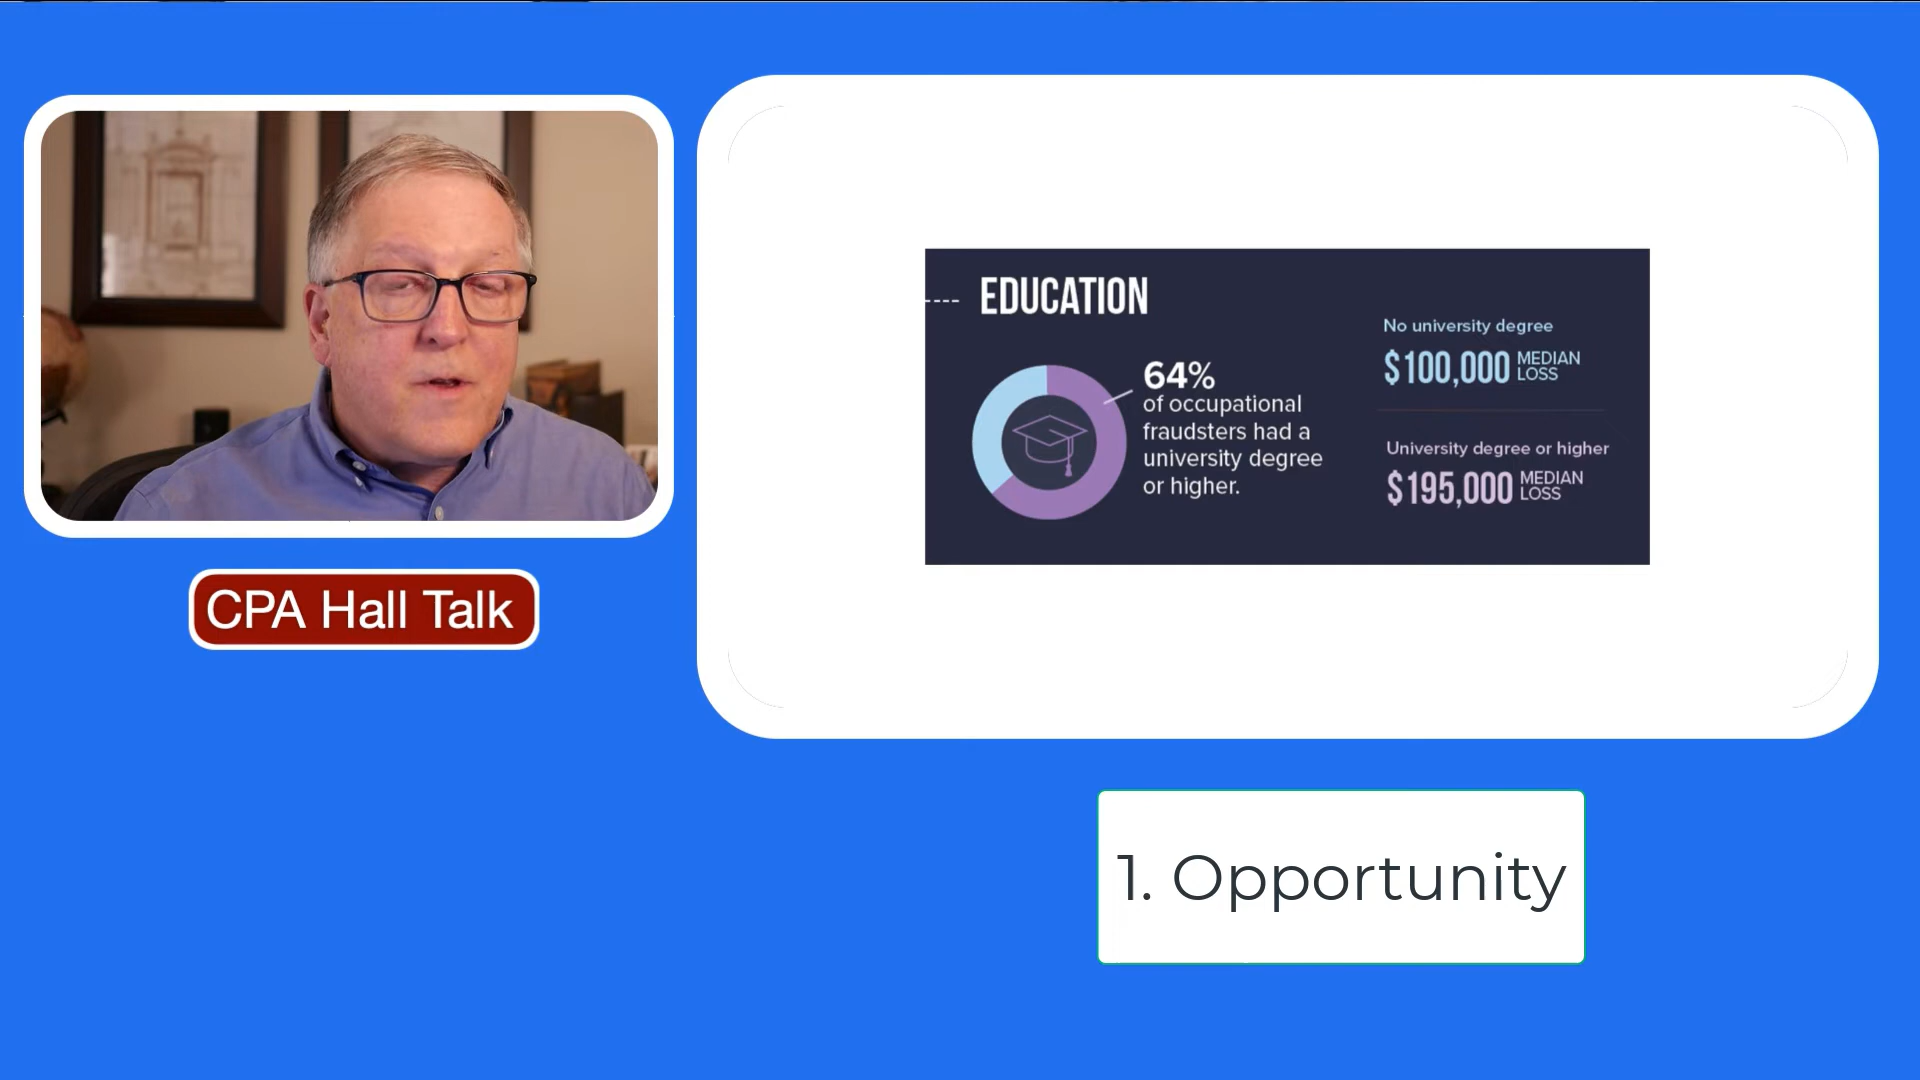 CPA Hall Talk
EDUCATION
64%
of occupational
fraudsters had a
university degree
or higher.
No university degree
$100,000 MEDIAN
LOSS
University degree or higher
$195,000 MEDIAN
LOSS
1. Opportunity